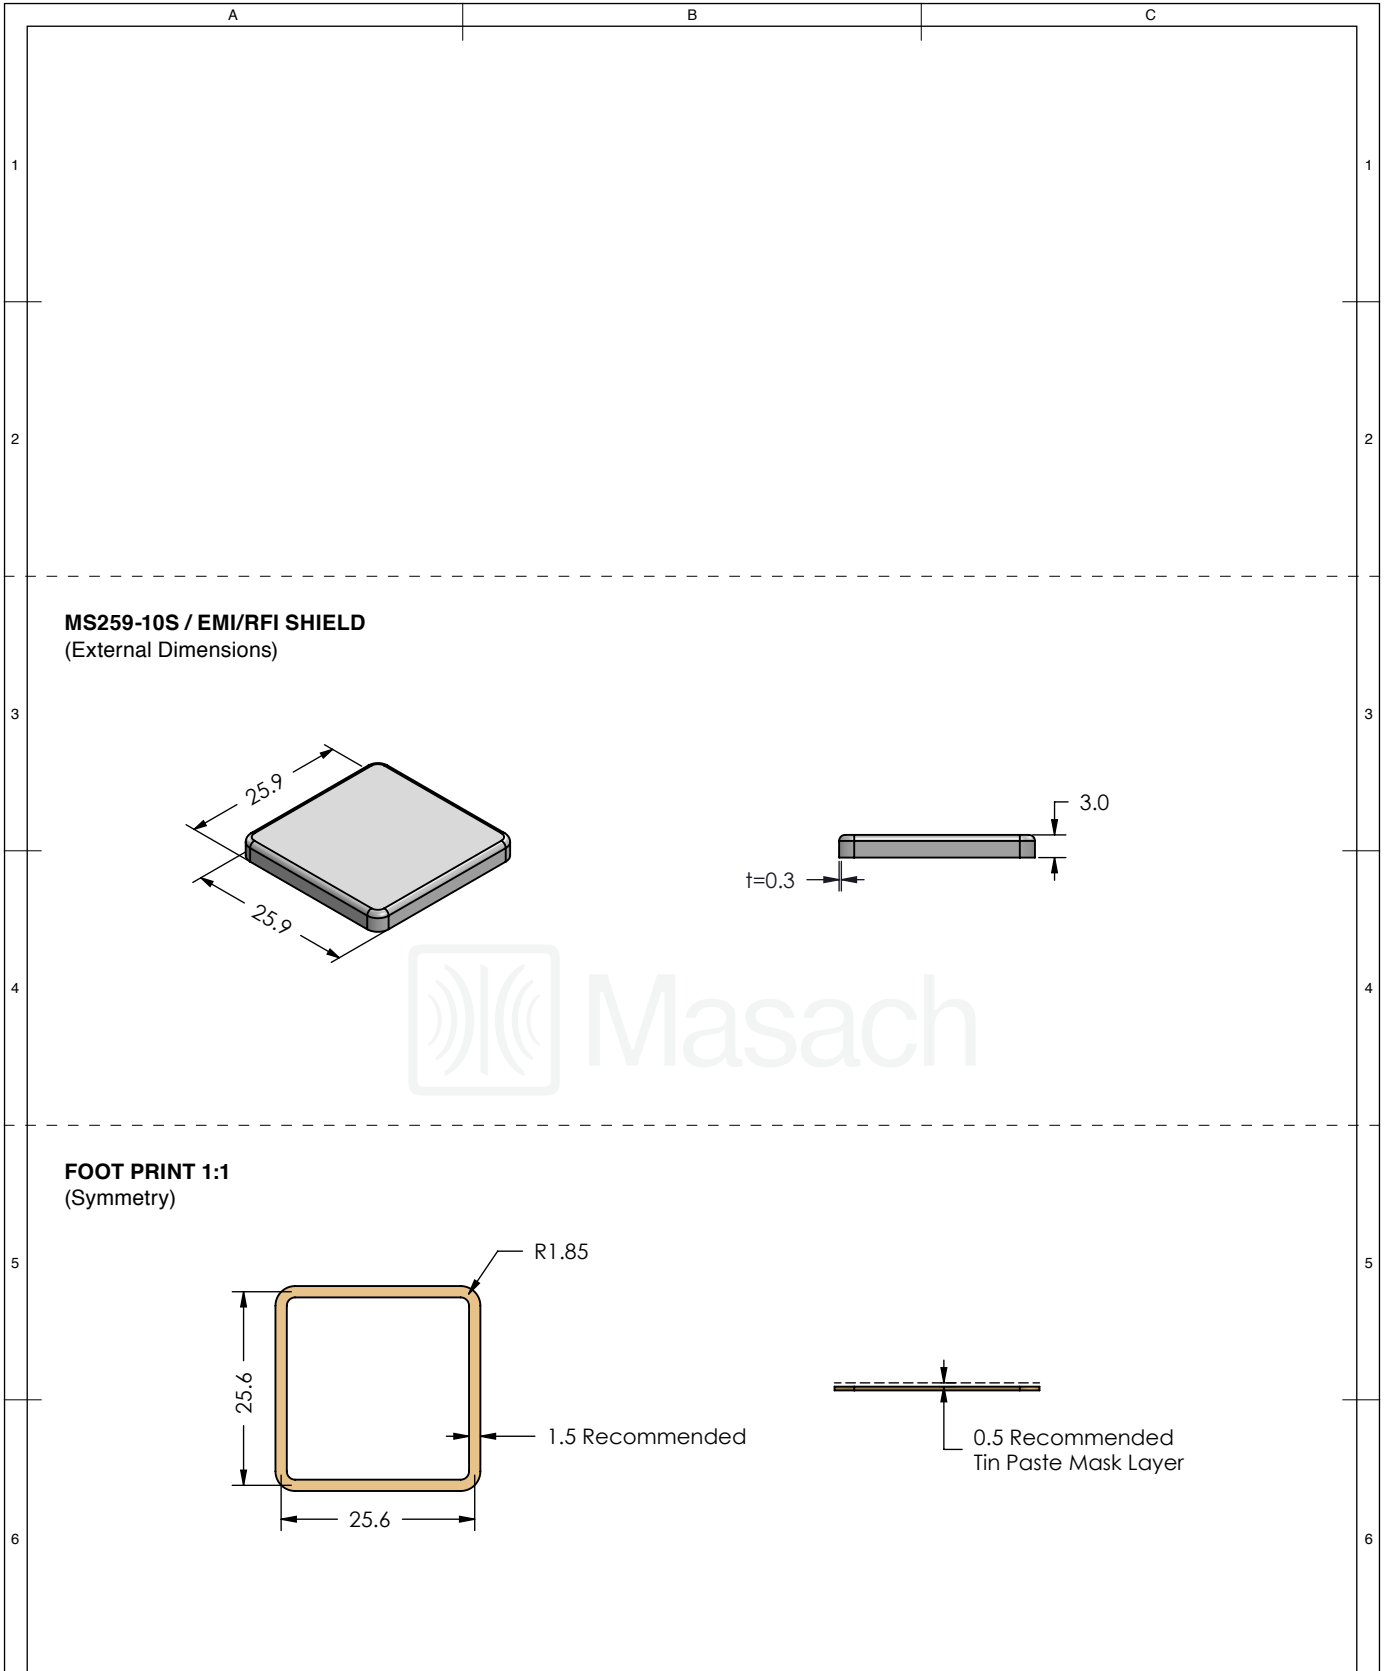 A
B
C
1
1
2
2
MS259-10S / EMI/RFI SHIELD
(External Dimensions)
3
3
25.9
3.0
t=0.3
25.9
4
4
Masach
FOOT PRINT 1:1
(Symmetry)
R1.85
5
5
25.6
1.5 Recommended
0.5 Recommended
Tin Paste Mask Layer
25.6
6
6